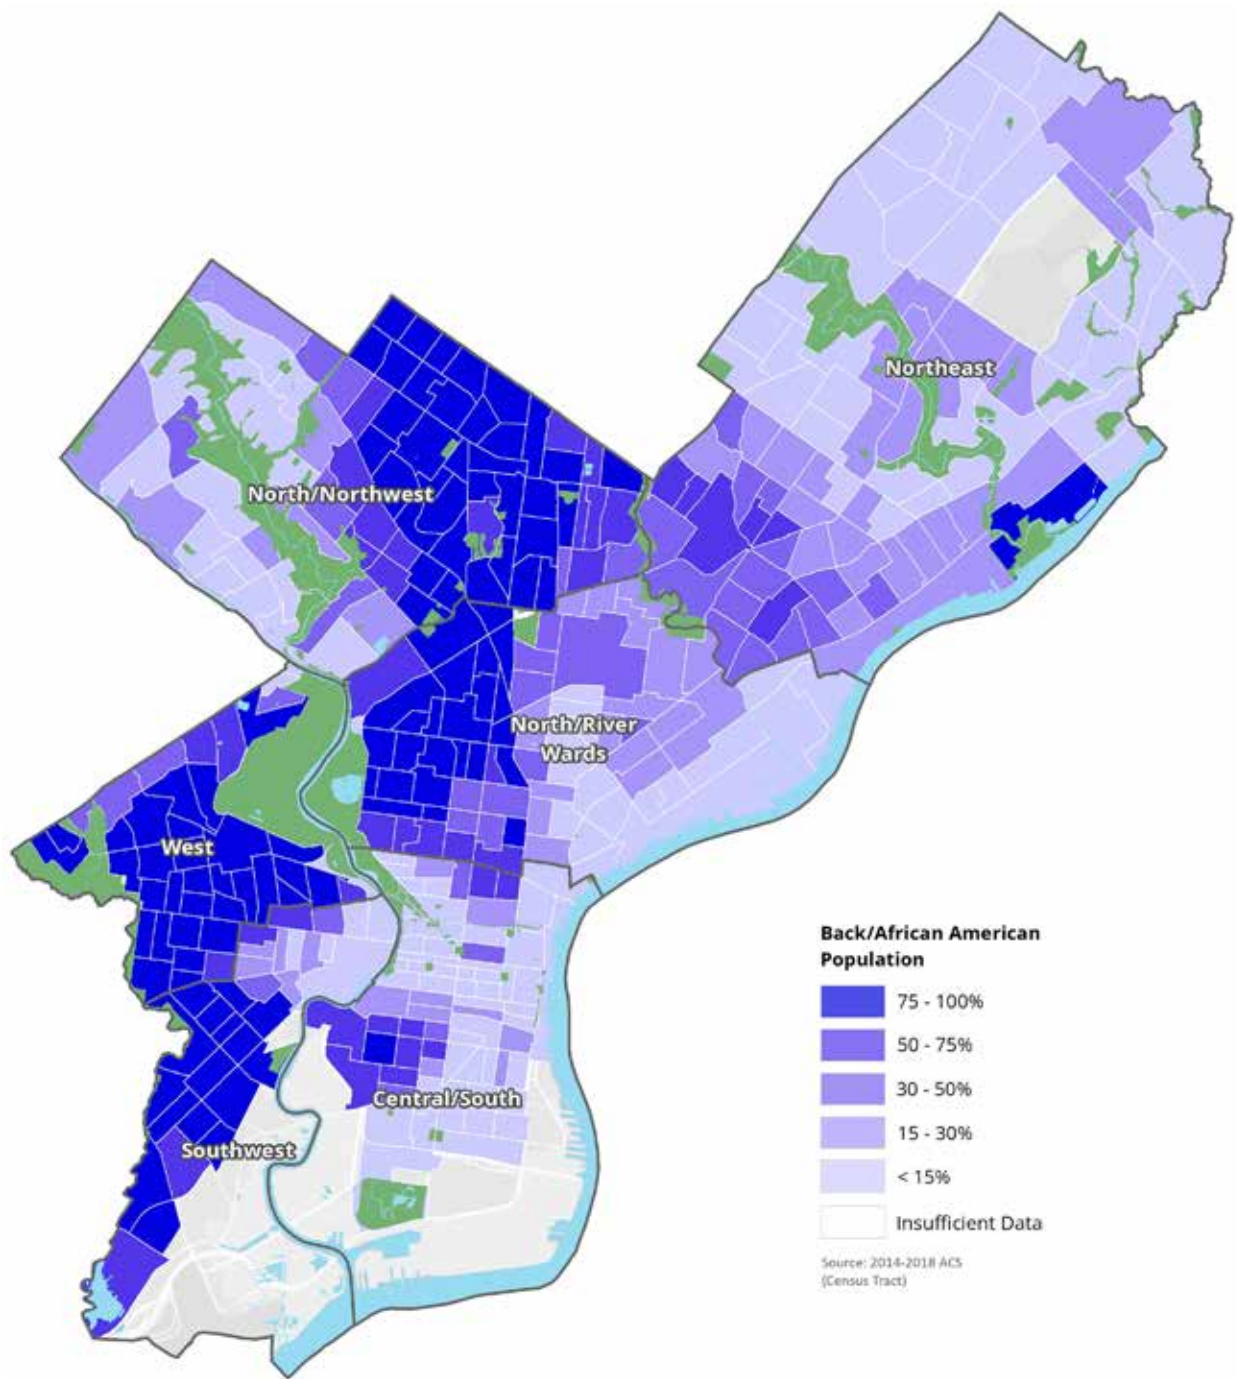 Northeast
North/Northwest
North/River
Wards
West
Central/South
Southwest
Back/African American
Population
75 - 100%
50 - 75%
30 - 50%
15 - 30%
< 15%
Insufficient Data
Source: 2014-2018 ACS
(Census Tract)